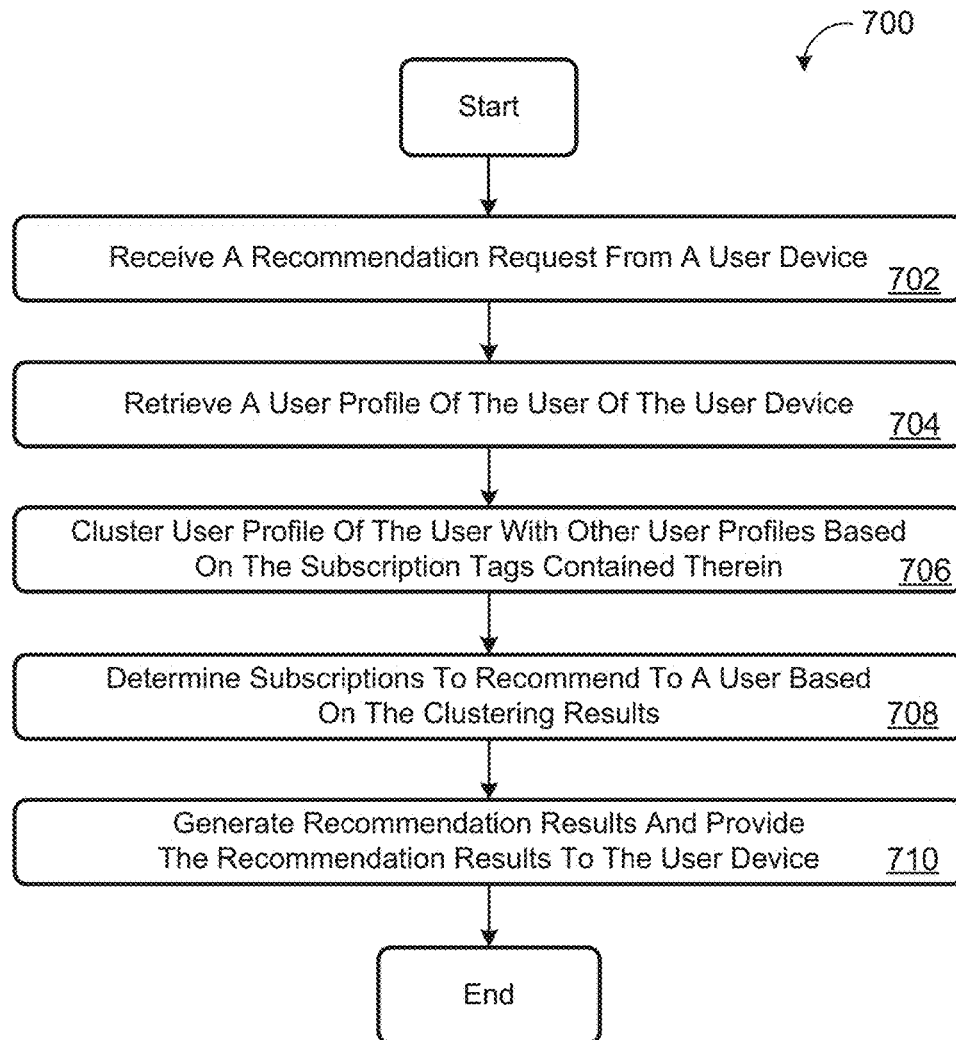 700
Start
Receive A Recommendation Request From A User Device
702
Retrieve A User Profile Of The User Of The User Device
704
Cluster User Profile Of The User With Other User Profiles Based
On The Subscription Tags Contained Therein
706
Determine Subscriptions To Recommend To A User Based
On The Clustering Results
708
Generate Recommendation Results And Provide
The Recommendation Results To The User Device
710
End